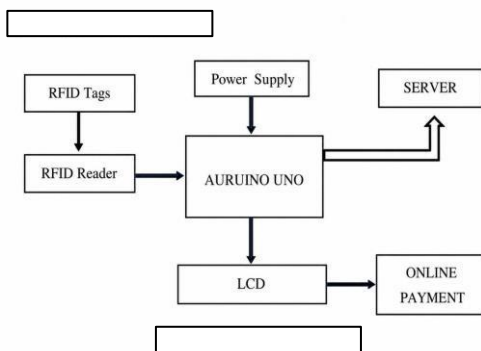 Power Supply
SERVER
RFID Tags
RFID Reader
AURUINO UNO
LCD
ONLINE
PAYMENT